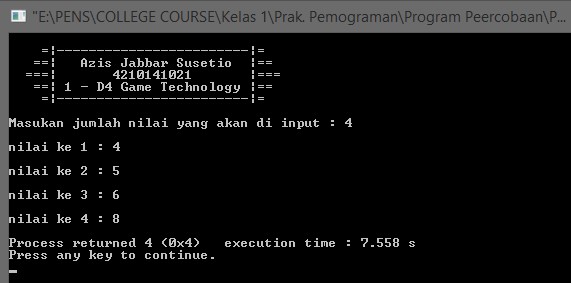 "E:\PENS\COLLEGE COURSE\Kelas 1\Prak. Pemograman\Program Peercobaan\P...
=¦-------------------------¦=
==¦ Azis Jabbar Susetio ¦==
===¦ 4210141021 ¦===
==¦ 1 - D4 Game Technology ¦==
=¦-------------------------¦=
Masukan jumlah nilai yang akan di input : 4
nilai ke 1 : 4
nilai ke 2 : 5
nilai ke 3 : 6
nilai ke 4 : 8
Process returned 4 (0x4) execution time : 7.558 s
Press any key to continue.